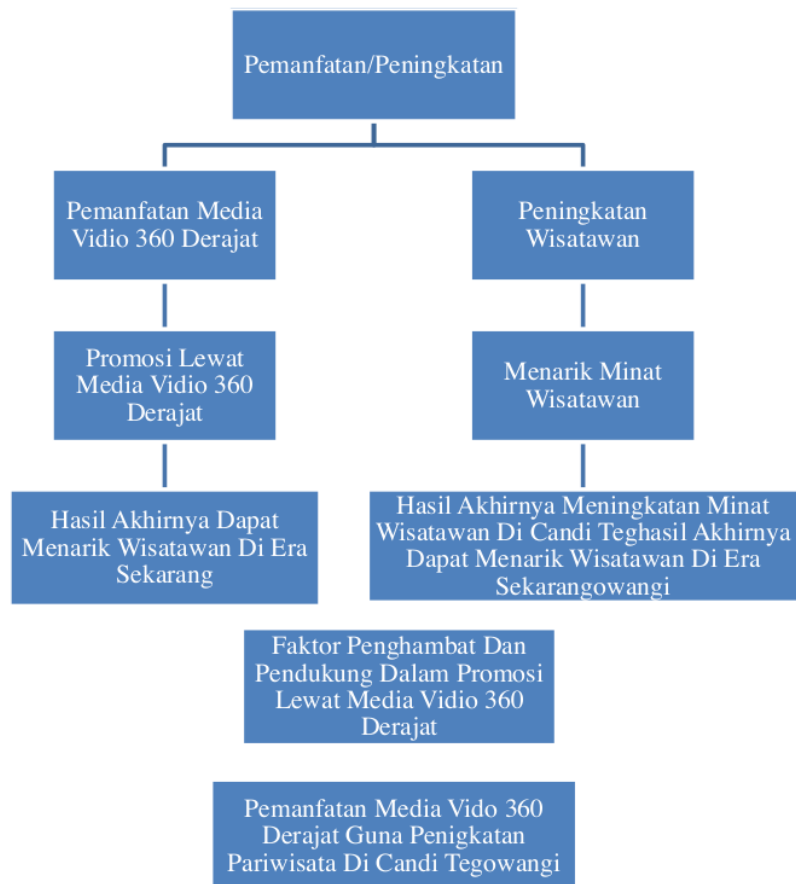 Pemanfatan/Peningkatan
Pemanfatan Media
Vidio 360 Derajat
Peningkatan
Wisatawan
Promosi Lewat
Media Vidio 360
Derajat
Menarik Minat
Wisatawan
Hasil Akhirnya Dapat
Menarik Wisatawan Di Era
Sekarang
Hasil Akhirnya Meningkatan Minat
Wisatawan Di Candi Teghasil Akhirnya
Dapat Menarik Wisatawan Di Era
Sekarangowangi
Faktor Penghambat Dan
Pendukung Dalam Promosi
Lewat Media Vidio 360
Derajat
Pemanfatan Media Vido 360
Derajat Guna Penigkatan
Pariwisata Di Candi Tegowangi